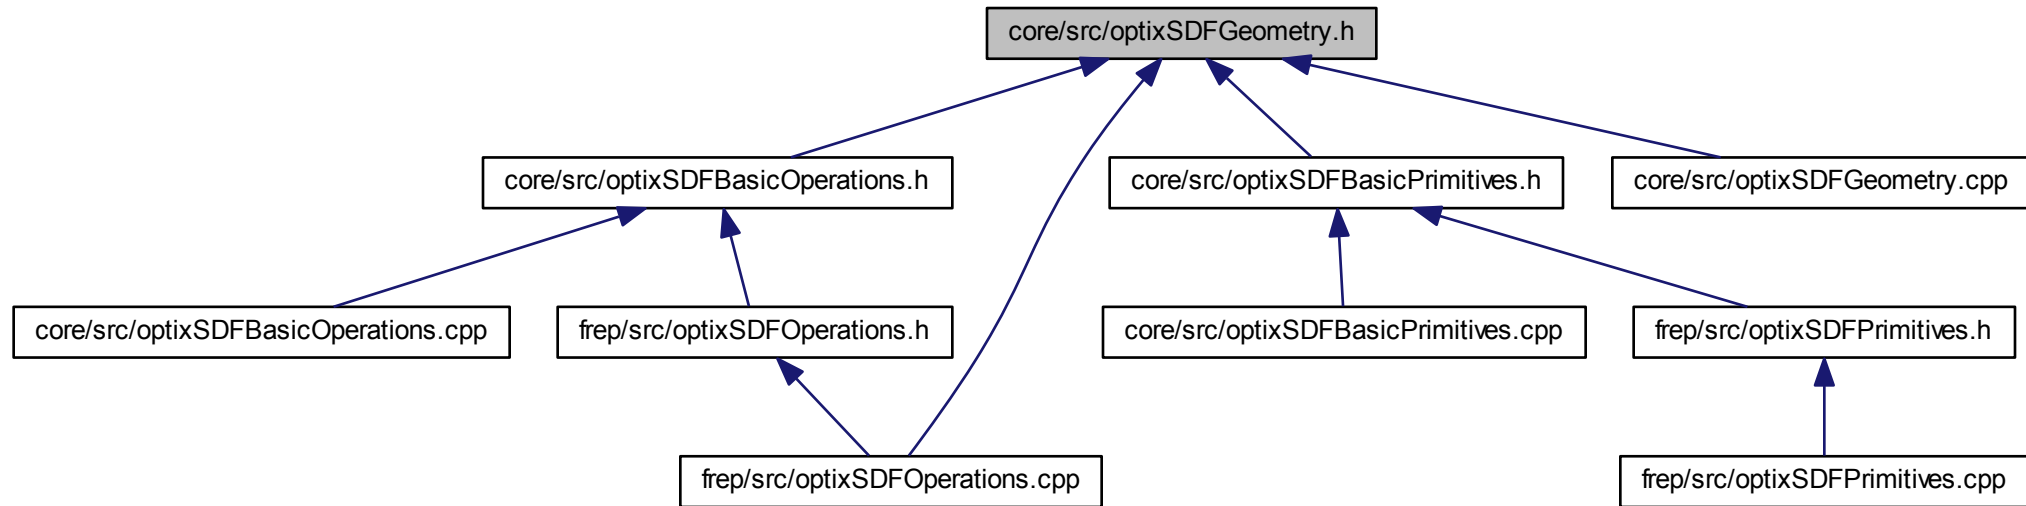 core/src/optixSDFGeometry.h
core/src/optixSDFBasicOperations.h
core/src/optixSDFBasicPrimitives.h
core/src/optixSDFGeometry.cpp
core/src/optixSDFBasicOperations.cpp
frep/src/optixSDFOperations.h
core/src/optixSDFBasicPrimitives.cpp
frep/src/optixSDFPrimitives.h
frep/src/optixSDFOperations.cpp
frep/src/optixSDFPrimitives.cpp